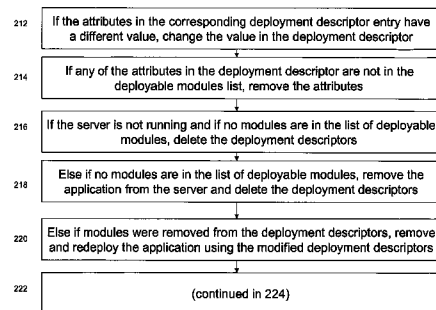 212
If the attributes in the corresponding deployment descriptor entry have
a different value, change the value in the deployment descriptor
214
If any of the attributes in the deployment descriptor are not in the
deployable modules list, remove the attributes
216
If the server is not running and if no modules are in the list of deployable
modules, delete the deployment descriptors
218
Else if no modules are in the list of deployable modules, remove the
application from the server and delete the deployment descriptors
220
Else if modules were removed from the deployment descriptors, remove
and redeploy the application using the modified deployment descriptors
222
(continued in 224)